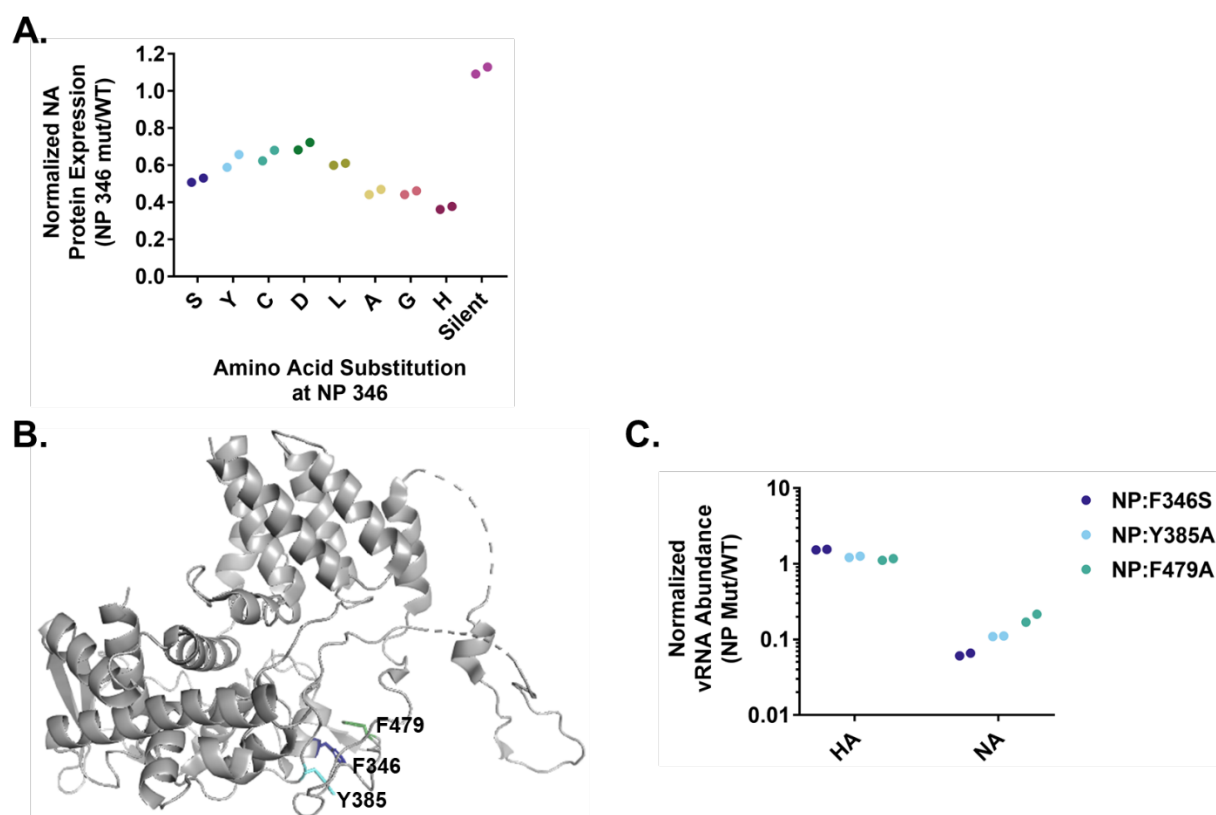 A.
Normalized NA
Protein Expression
(NP 346 mut/WT)
1.2
1.0
0.8
0.6
0.4
0.2
0.0
S
Y
C
D
L
A
G
H
Silent
Amino Acid Substitution
at NP 346
B.
F479
F346
Y385
C.
Normalized
vRNA Abundance
(NP Mut/WT)
10
1
0.1
0.01
HA
NA
NP:F346S
NP:Y385A
NP:F479A